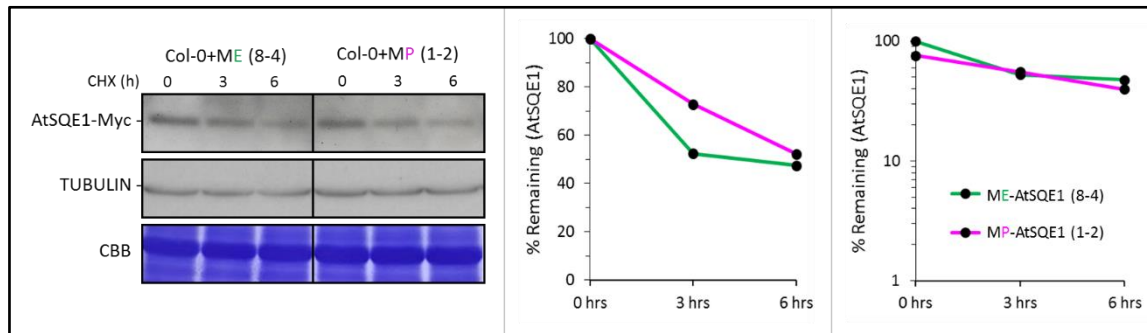 Col-0+ME (8-4) Col-0+MP (1-2)
CHX (h) 0 3 6 0 3 6
AtSQE1-Myc
TUBULIN
CBB
% Remaining (AtSQE1)
100
80
60
40
20
0
0 hrs 3 hrs 6 hrs
% Remaining (AtSQE1)
100
10
1
ME-AtSQE1 (8-4)
MP-AtSQE1 (1-2)
0 hrs 3 hrs 6 hrs